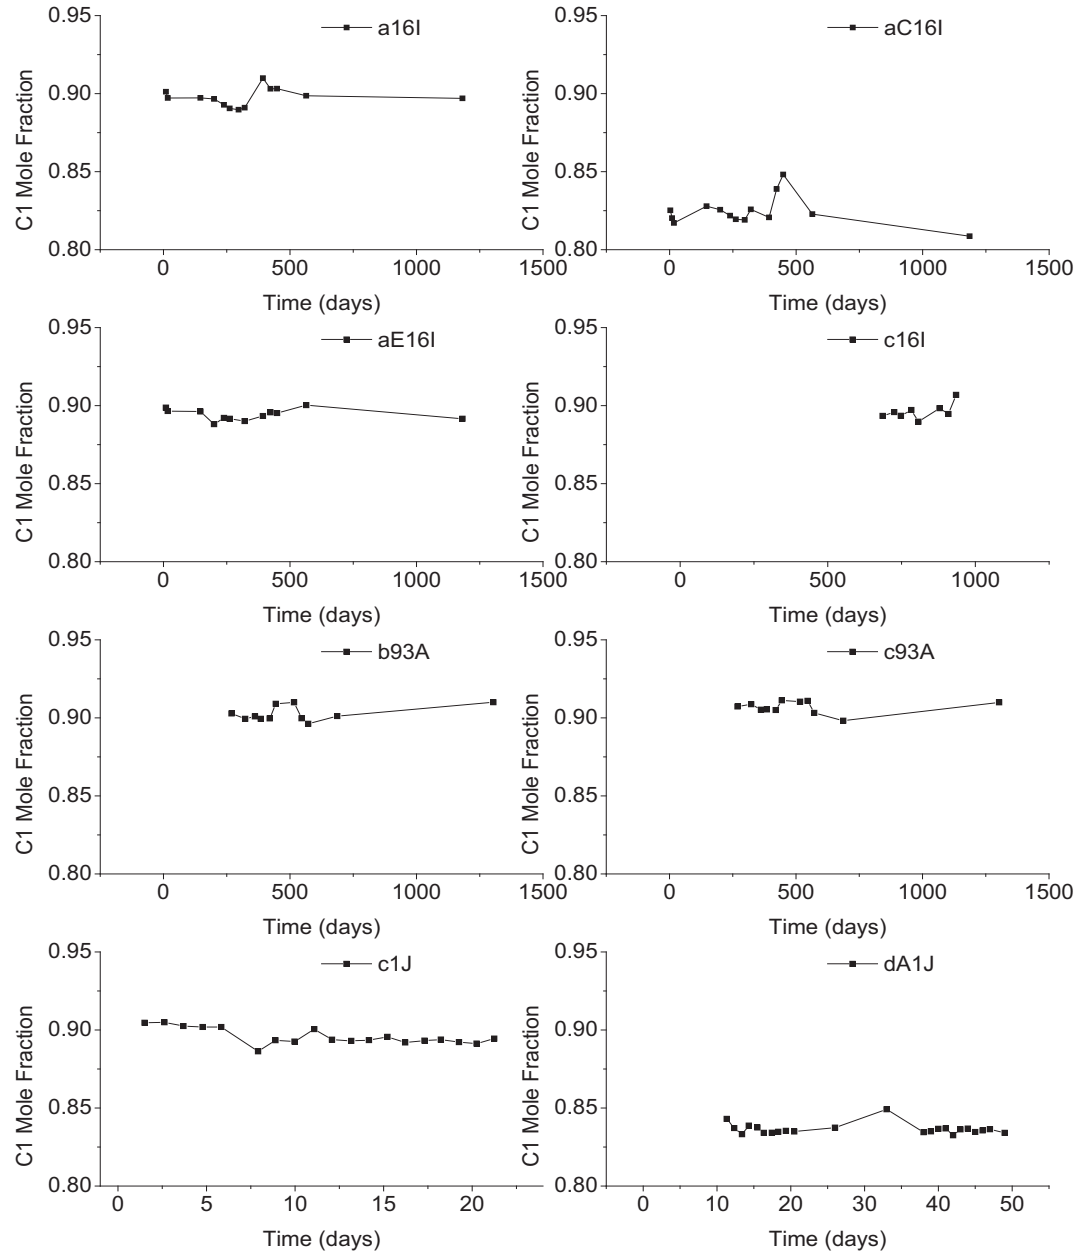 0.95
0.90
0.85
0.80
C1 Mole Fraction
a16I
0 500 1000 1500
Time (days)
0.95
0.90
0.85
0.80
C1 Mole Fraction
aC16I
0 500 1000 1500
Time (days)
0.95
0.90
0.85
0.80
C1 Mole Fraction
aE16I
0 500 1000 1500
Time (days)
0.95
0.90
0.85
0.80
C1 Mole Fraction
c16I
0 500 1000
Time (days)
0.95
0.90
0.85
0.80
C1 Mole Fraction
b93A
0 500 1000 1500
Time (days)
0.95
0.90
0.85
0.80
C1 Mole Fraction
c93A
0 500 1000 1500
Time (days)
0.95
0.90
0.85
0.80
C1 Mole Fraction
c1J
0 5 10 15 20
Time (days)
0.95
0.90
0.85
0.80
C1 Mole Fraction
dA1J
0 10 20 30 40 50
Time (days)